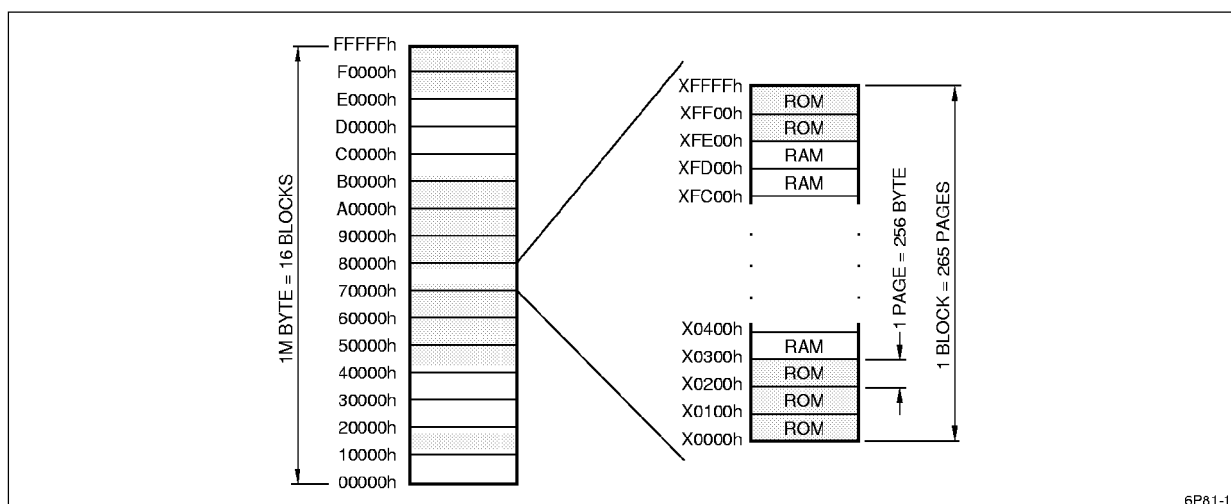 1M BYTE = 16 BLOCKS
FFFFFh
F0000h
E0000h
D0000h
C0000h
B0000h
A0000h
90000h
80000h
70000h
60000h
50000h
40000h
30000h
20000h
10000h
00000h
XFFFFh
XFF00h
XFE00h
XFD00h
XFC00h
ROM
ROM
RAM
RAM
X0400h
X0300h
X0200h
X0100h
X0000h
RAM
ROM
ROM
ROM
1 PAGE = 256 BYTE
1 BLOCK = 265 PAGES
6P81-1